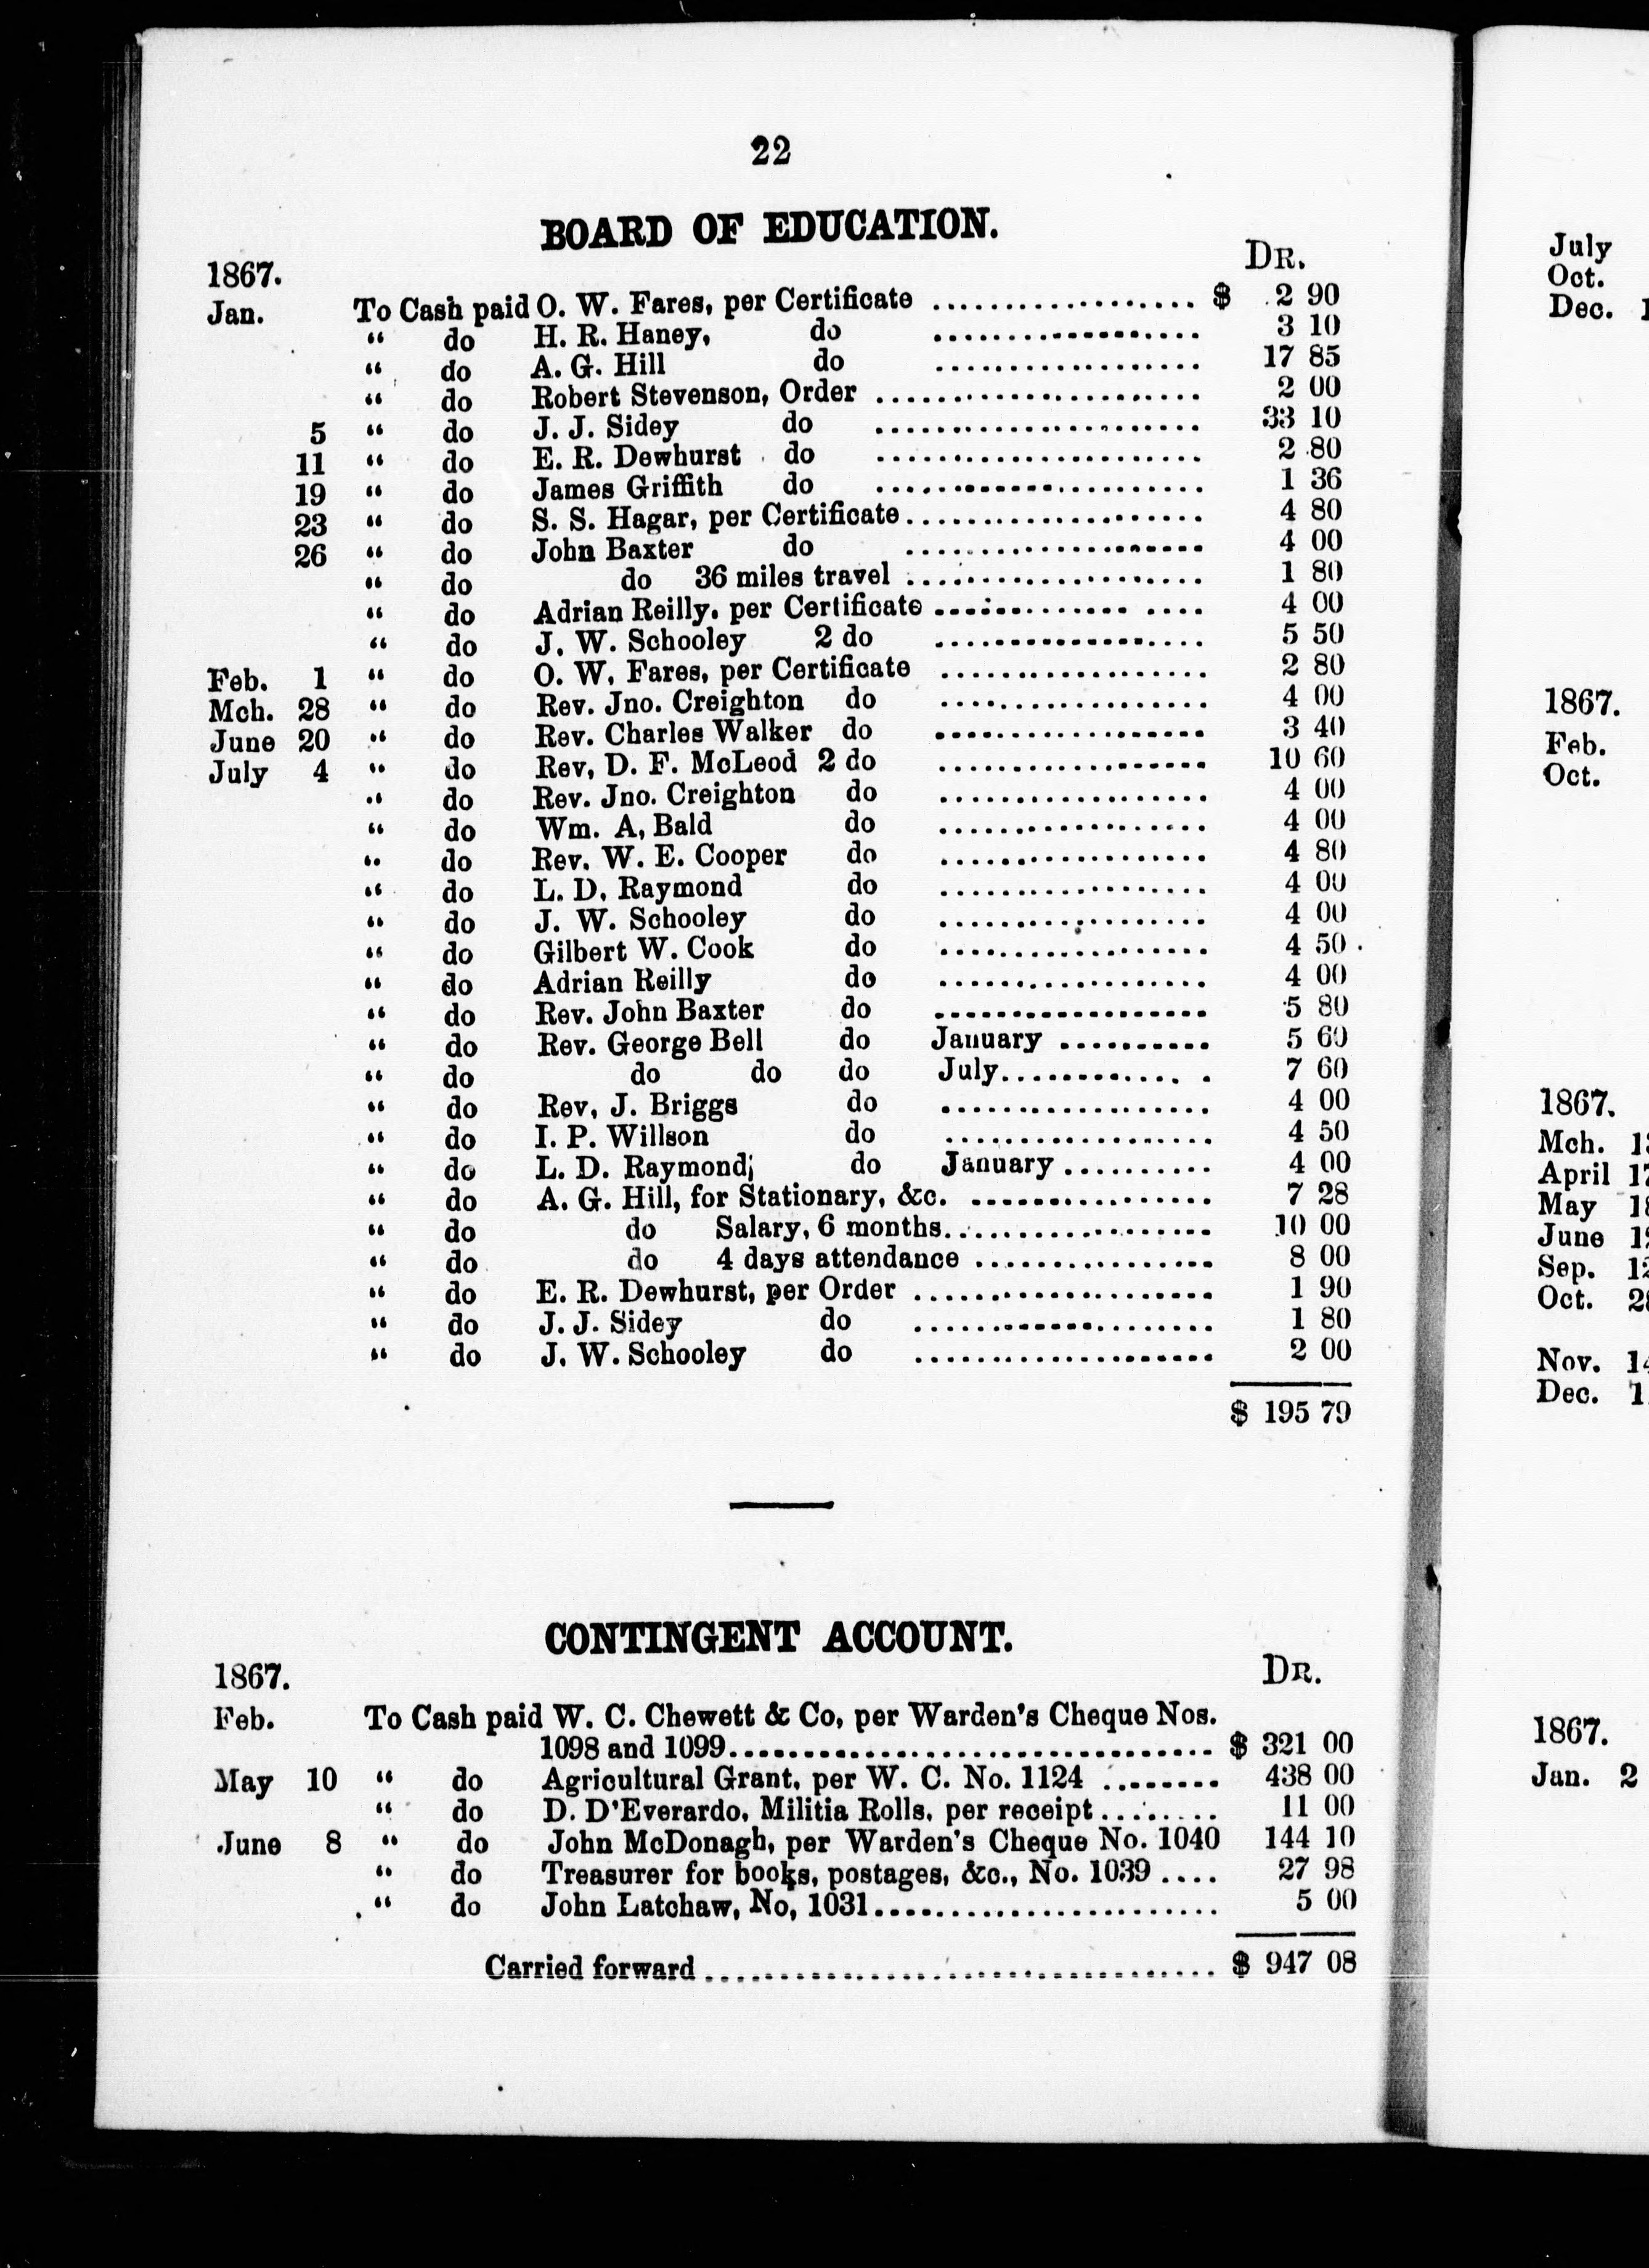 22
BOARD OF EDUCATION.
DR.
1867.
Jan. To Cash paid O. W. Fares, per Certificate .................. $ 2 90
“ do H. R. Haney, do .................. 3 10
“ do A. G. Hill do .................. 17 85
“ do Robert Stevenson, Order ...................... 2 00
5 “ do J. J. Sidey do ...................... 33 10
11 “ do E. R. Dewhurst do ...................... 2 80
19 “ do James Griffith do ...................... 1 36
23 “ do S. S. Hagar, per Certificate.................... 4 80
26 “ do John Baxter do .................... 4 00
“ do do 36 miles travel .................... 1 80
“ do Adrian Reilly. per Certificate .................. 4 00
“ do J. W. Schooley 2 do .................. 5 50
Feb. 1 “ do O. W. Fares, per Certificate .................. 2 80
Mch. 28 “ do Rev. Jno. Creighton do .................. 4 00
June 20 “ do Rev. Charles Walker do .................. 3 40
July 4 “ do Rev, D. F. McLeod 2 do .................. 10 60
“ do Rev. Jno. Creighton do .................. 4 00
“ do Wm. A, Bald do .................. 4 00
“ do Rev. W. E. Cooper do .................. 4 80
“ do L. D. Raymond do .................. 4 00
“ do J. W. Schooley do .................. 4 00
“ do Gilbert W. Cook do .................. 4 50
“ do Adrian Reilly do .................. 4 00
“ do Rev. John Baxter do .................. 5 80
“ do Rev. George Bell do January .......... 5 60
“ do do do do July.............. 7 60
“ do Rev, J. Briggs do .................. 4 00
“ do I. P. Willson do .................. 4 50
“ do L. D. Raymond; do January .......... 4 00
“ do A. G. Hill, for Stationary, &c. ................ 7 28
“ do do Salary, 6 months.................. 10 00
“ do do 4 days attendance ................ 8 00
“ do E. R. Dewhurst, per Order .................... 1 90
“ do J. J. Sidey do .................... 1 80
“ do J. W. Schooley do .................... 2 00
$ 195 79
CONTINGENT ACCOUNT.
1867. DR.
Feb. To Cash paid W. C. Chewett & Co, per Warden's Cheque Nos.
1098 and 1099................................ $ 321 00
May 10 “ do Agricultural Grant, per W. C. No. 1124 ........ 438 00
“ do D. D'Everardo, Militia Rolls, per receipt ........ 11 00
June 8 “ do John McDonagh, per Warden's Cheque No. 1040 144 10
“ do Treasurer for books, postages, &c., No. 1039 .... 27 98
“ do John Latchaw, No, 1031........................ 5 00
Carried forward .................................. $ 947 08
July
Oct.
Dec.
1867.
Feb.
Oct.
1867.
Mch.
April
May
June
Sep.
Oct.
Nov.
Dec.
1867.
Jan. 2